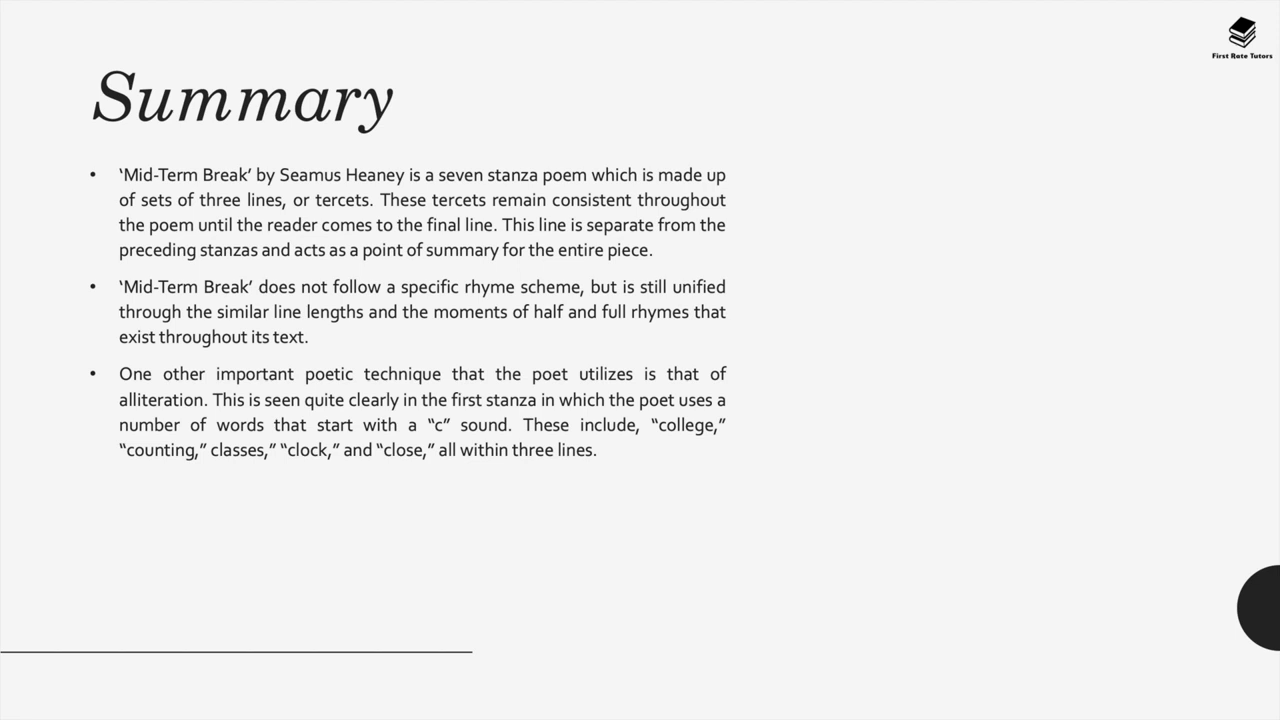 First Rate Tutors
Summary
• ‘Mid-Term Break’ by Seamus Heaney is a seven stanza poem which is made up
of sets of three lines, or tercets. These tercets remain consistent throughout
the poem until the reader comes to the final line. This line is separate from the
preceding stanzas and acts as a point of summary for the entire piece.
• ‘Mid-Term Break’ does not follow a specific rhyme scheme, but is still unified
through the similar line lengths and the moments of half and full rhymes that
exist throughout its text.
• One other important poetic technique that the poet utilizes is that of
alliteration. This is seen quite clearly in the first stanza in which the poet uses a
number of words that start with a “c” sound. These include, “college,”
“counting,” classes,” “clock,” and “close,” all within three lines.